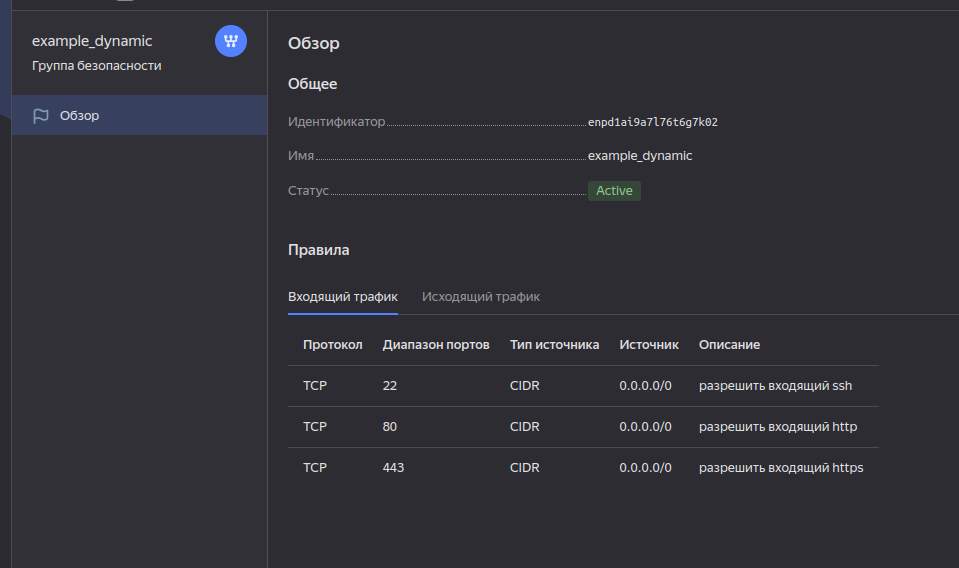 example_dynamic
Группа безопасности
Обзор
Обзор
Общее
Идентификатор enpd1ai9a7l76t6g7k02
Имя example_dynamic
Статус Active
Правила
Входящий трафик Исходящий трафик
Протокол Диапазон портов Тип источника Источник Описание
TCP 22 CIDR 0.0.0.0/0 разрешить входящий ssh
TCP 80 CIDR 0.0.0.0/0 разрешить входящий http
TCP 443 CIDR 0.0.0.0/0 разрешить входящий https